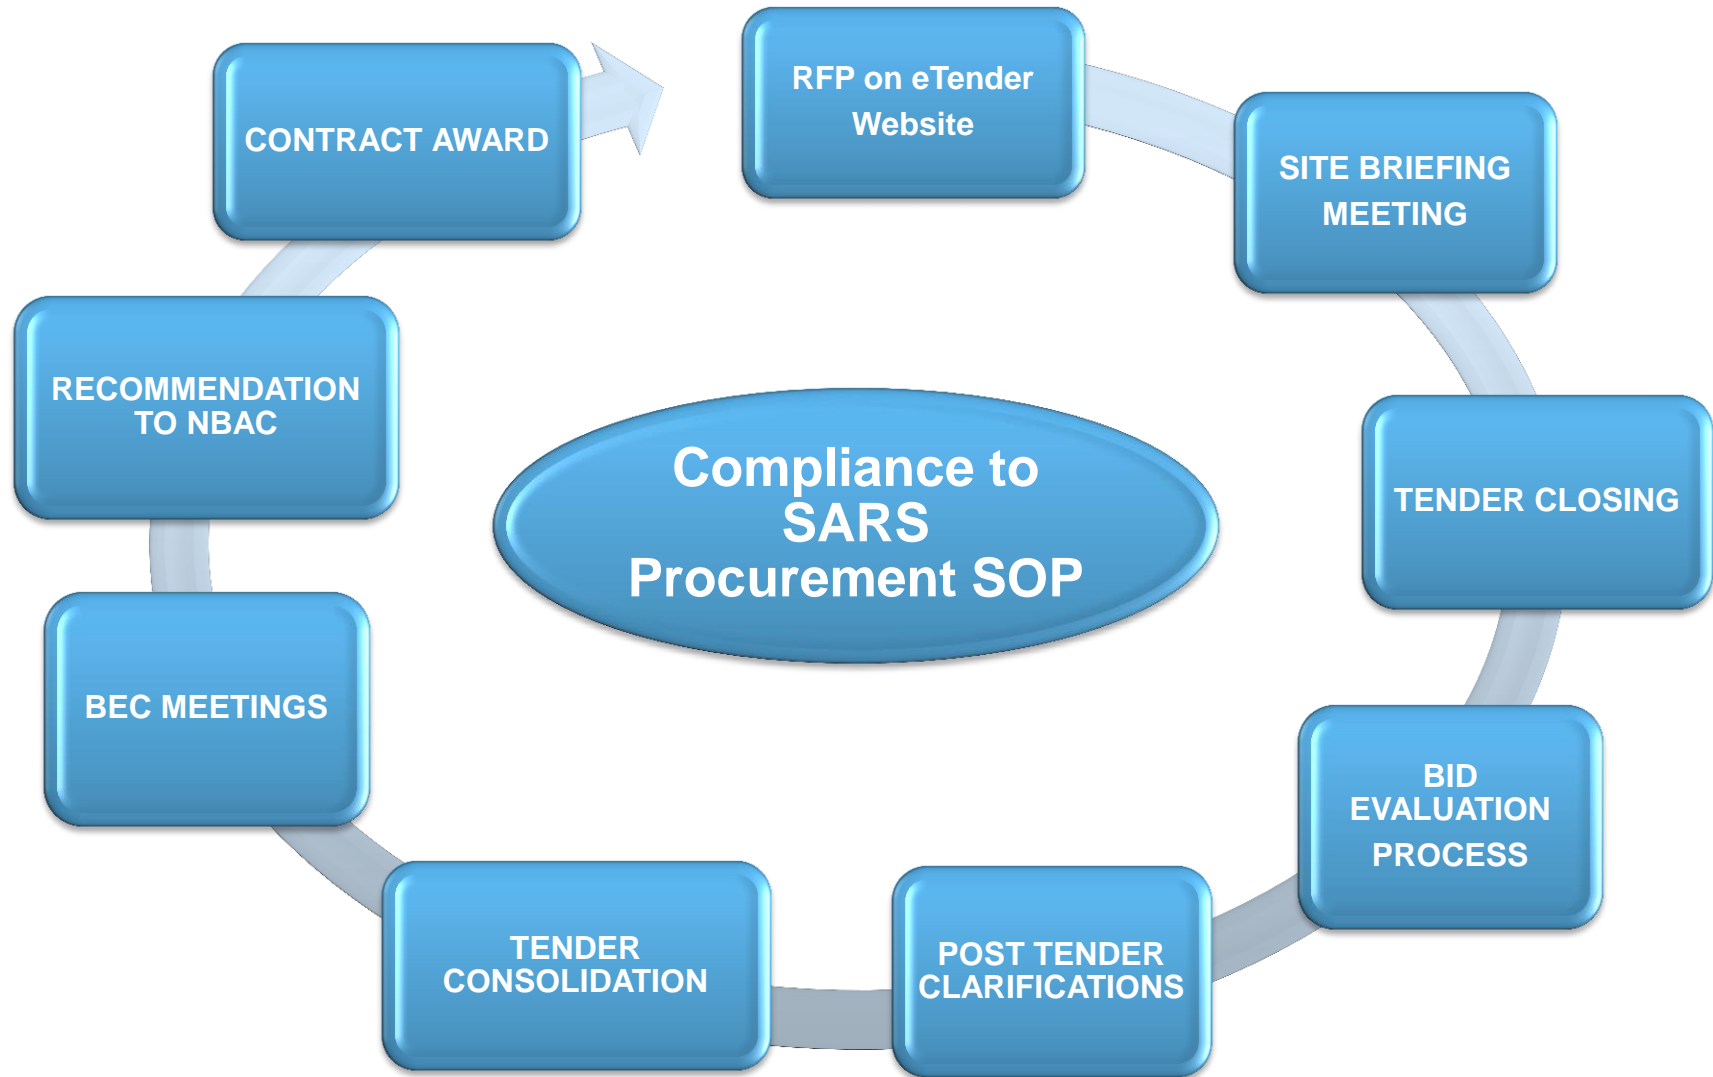 RFP on eTender
Website
SITE BRIEFING
MEETING
TENDER CLOSING
BID
EVALUATION
PROCESS
POST TENDER
CLARIFICATIONS
TENDER
CONSOLIDATION
BEC MEETINGS
RECOMMENDATION
TO NBAC
CONTRACT AWARD
Compliance to
SARS
Procurement SOP